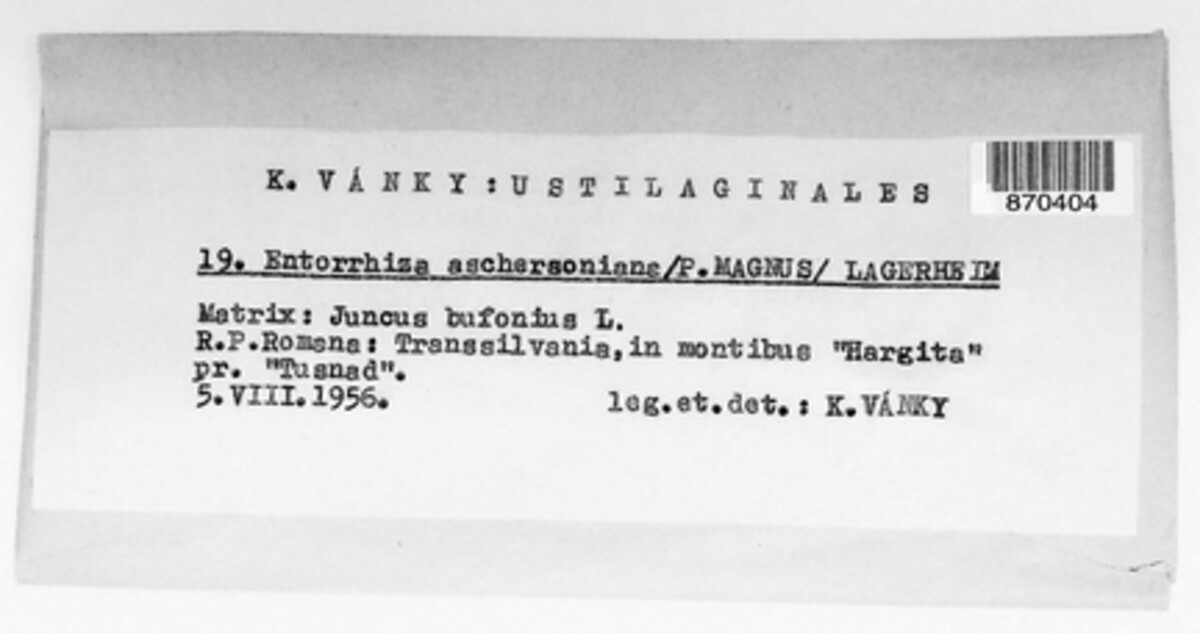 K. VÁNKY: USTILAGINALES
870404
19. Entorrhiza aschersoniana/P.MAGNUS/ LAGERHEIM
Matrix: Juncus bufonius L.
R.P.Romana: Transsilvania, in montibus "Hargita"
pr. "Tusnad".
5.VIII.1956. leg.et.det.: K.VÁNKY